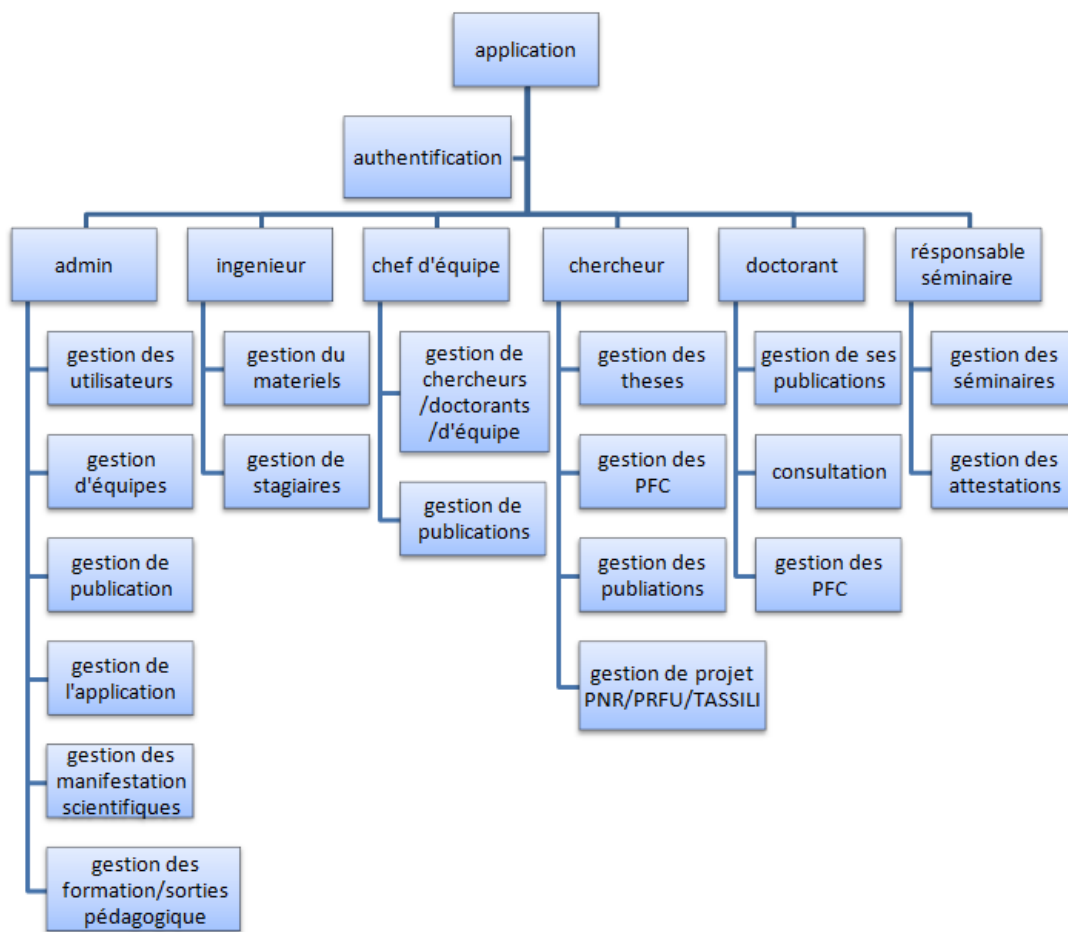 application
authentification
admin
ingenieur
chef d'équipe
chercheur
doctorant
résponsable
séminaire
gestion des
utilisateurs
gestion
d'équipes
gestion de
publication
gestion de
l'application
gestion des
manifestation
scientifiques
gestion des
formation/sorties
pédagogique
gestion du
materiels
gestion de
stagiaires
gestion de
chercheurs
/doctorants
/d'équipe
gestion de
publications
gestion des
theses
gestion des
PFC
gestion des
publiations
gestion de projet
PNR/PRFU/TASSILI
gestion de ses
publications
consultation
gestion des
PFC
gestion des
séminaires
gestion des
attestations